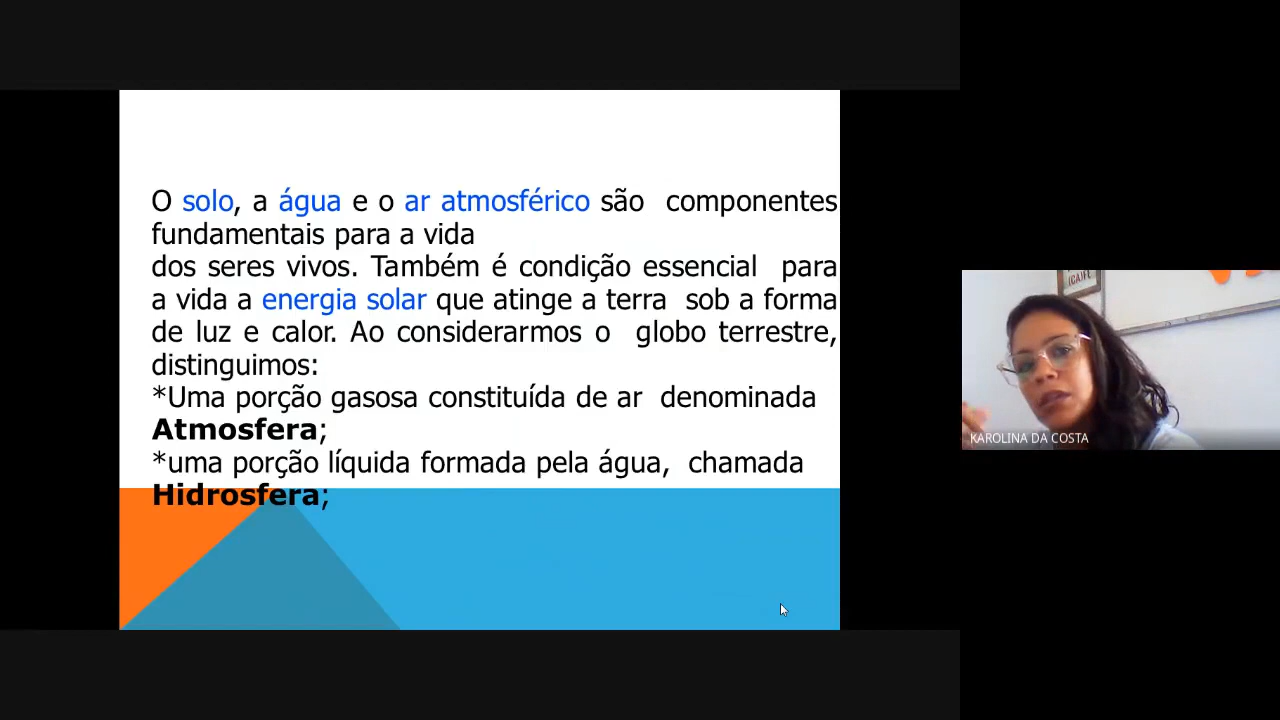 O solo, a água e o ar atmosférico são componentes
fundamentais para a vida
dos seres vivos. Também é condição essencial para
a vida a energia solar que atinge a terra sob a forma
de luz e calor. Ao considerarmos o globo terrestre,
distinguimos:
*Uma porção gasosa constituída de ar denominada
Atmosfera;
*uma porção líquida formada pela água, chamada
Hidrosfera;
KAROLINA DA COSTA